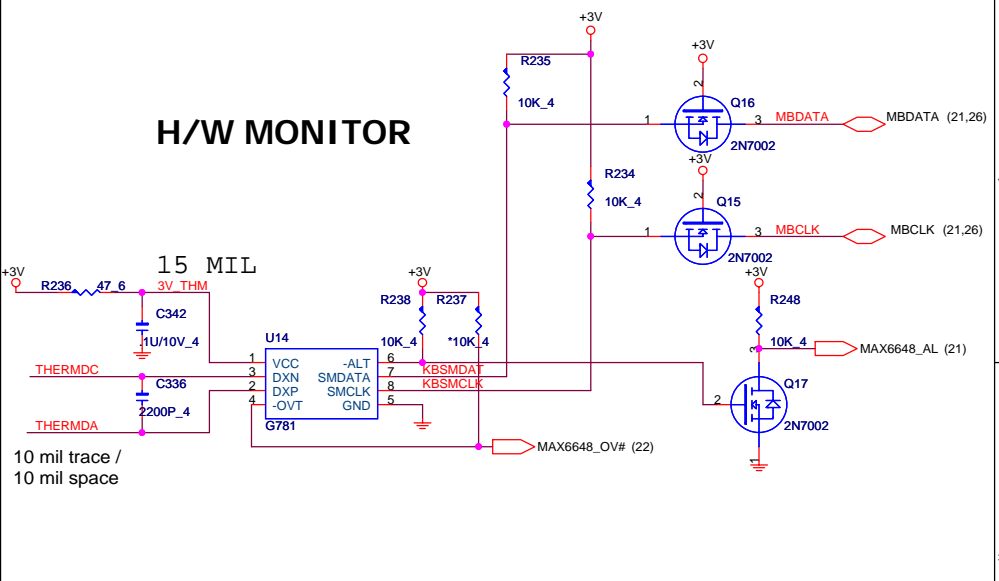 H/W MONITOR
+3V
R235
10K_4
+3V
2
Q16
1
3
MBDATA
MBDATA (21,26)
2N7002
+3V
R234
10K_4
2
Q15
1
3
MBCLK
MBCLK (21,26)
2N7002
15 MIL
+3V
R236
47_6
3V_THM
C342
.1U/10V_4
+3V
R238
R237
10K_4
*10K_4
+3V
R248
10K_4
MAX6648_AL (21)
U14
1
VCC
-ALT
6
THERMDC
3
DXN
SMDATA
7
KBSMDAT
2
DXP
SMCLK
8
KBSMCLK
4
-OVT
GND
5
G781
C336
2200P_4
THERMDA
3
Q17
2
2N7002
1
MAX6648_OV# (22)
10 mil trace /
10 mil space